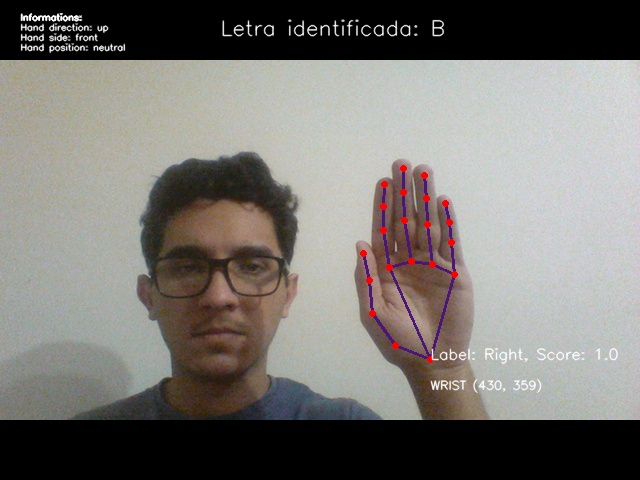 Informations:
Hand direction: up
Hand side: front
Hand position: neutral
Letra identificada: B
Label: Right, Score: 1.0
WRIST (430, 359)